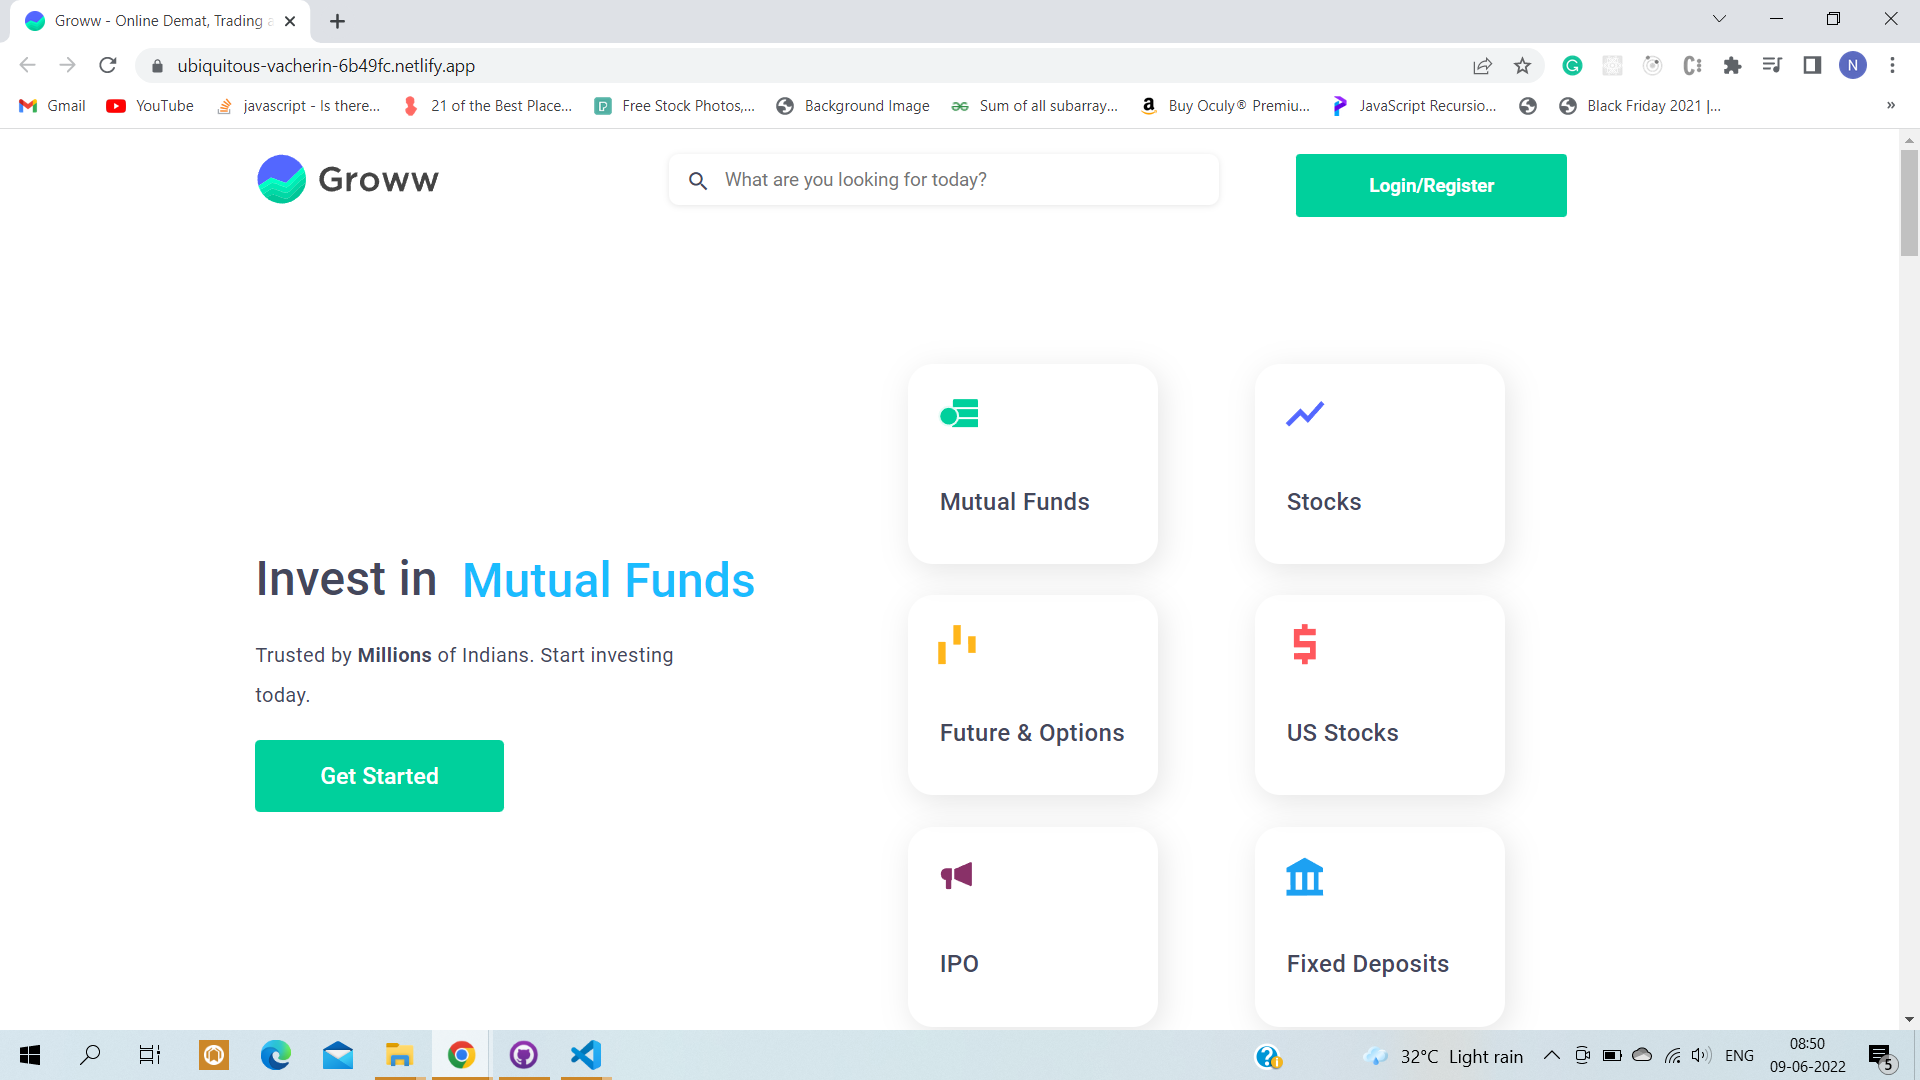 Groww - Online Demat, Trading a
ubiquitous-vacherin-6b49fc.netlify.app
N
Gmail
YouTube
javascript - Is there...
21 of the Best Place...
Free Stock Photos,...
Background Image
Sum of all subarray...
Buy Oculy® Premiu...
JavaScript Recursio...
Black Friday 2021 |...
»
Groww
What are you looking for today?
Login/Register
Mutual Funds
Stocks
Invest in Mutual Funds
Trusted by Millions of Indians. Start investing
today.
Get Started
Future & Options
US Stocks
IPO
Fixed Deposits
32°C Light rain
ENG
08:50
09-06-2022
5